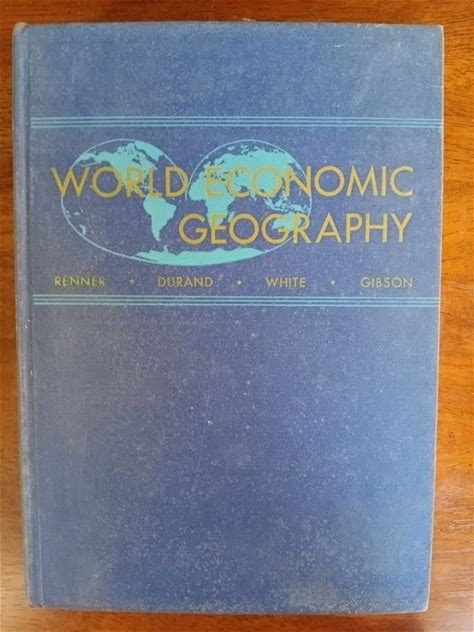 WORLD ECONOMIC
GEOGRAPHY
RENNER • DURAND • WHITE • GIBSON